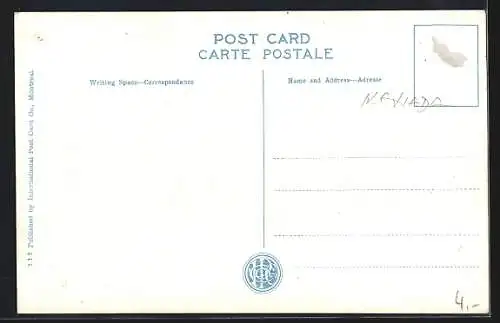 POST CARD
CARTE POSTALE
Writing Space—Correspondance
Name and Address—Adresse
113 Published by International Post Card Co., Montreal.
4.-